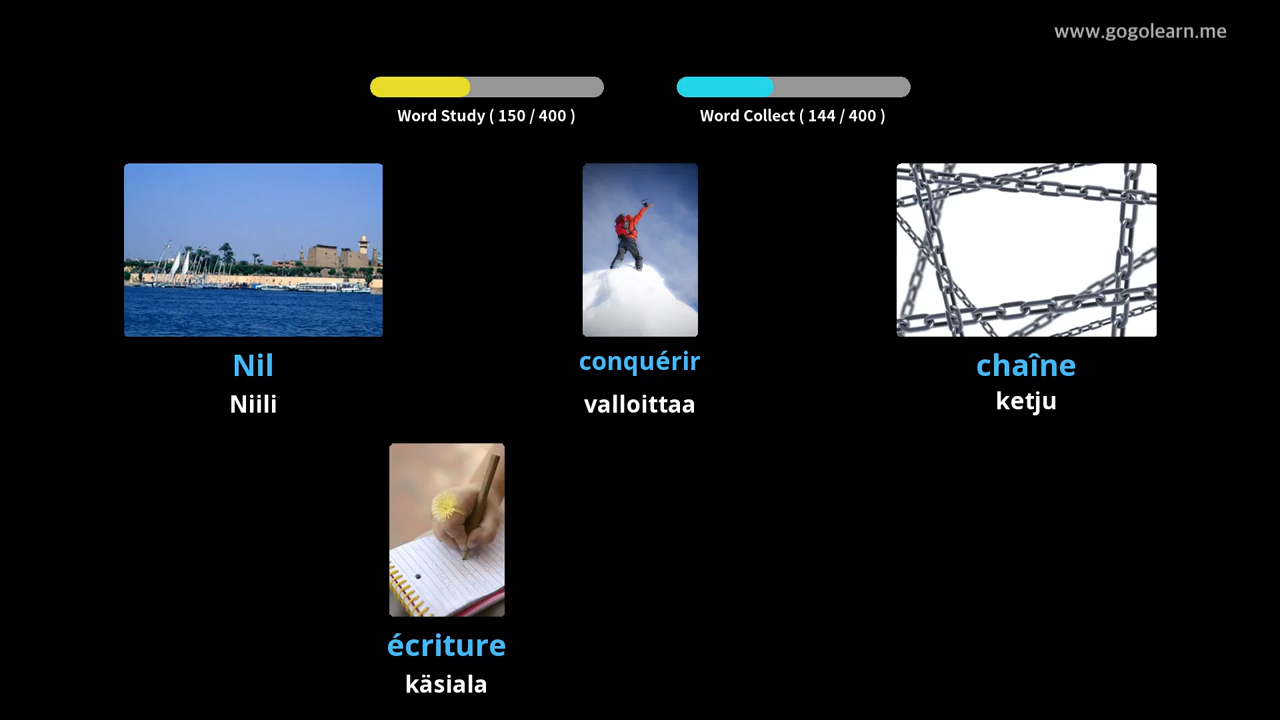 www.gogolearn.me
Word Study ( 150 / 400 )
Word Collect ( 144 / 400 )
Nil
Niili
conquérir
valloittaa
chaîne
ketju
écriture
käsiala